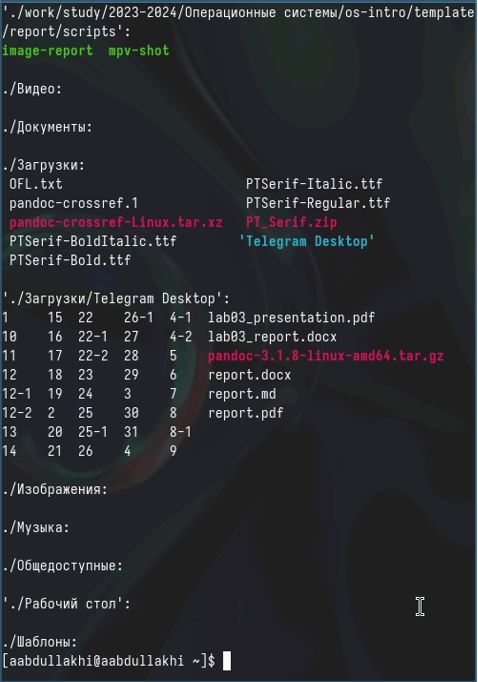 './work/study/2023-2024/Операционные системы/os-intro/template
/report/scripts':
image-report  mpv-shot

./Видео:

./Документы:

./Загрузки:
 OFL.txt                      PTSerif-Italic.ttf
 pandoc-crossref.1            PTSerif-Regular.ttf
 pandoc-crossref-Linux.tar.xz   PT_Serif.zip
 PTSerif-BoldItalic.ttf      'Telegram Desktop'
 PTSerif-Bold.ttf

'./Загрузки/Telegram Desktop':
1     15  22    26-1  4-1  lab03_presentation.pdf
10    16  22-1  27    4-2  lab03_report.docx
11    17  22-2  28    5    pandoc-3.1.8-linux-amd64.tar.gz
12    18  23    29    6    report.docx
12-1  19  24    3     7    report.md
12-2  2   25    30    8    report.pdf
13    20  25-1  31    8-1
14    21  26    4     9

./Изображения:

./Музыка:

./Общедоступные:

'./Рабочий стол':

./Шаблоны:
[aabdullakhi@aabdullakhi ~]$